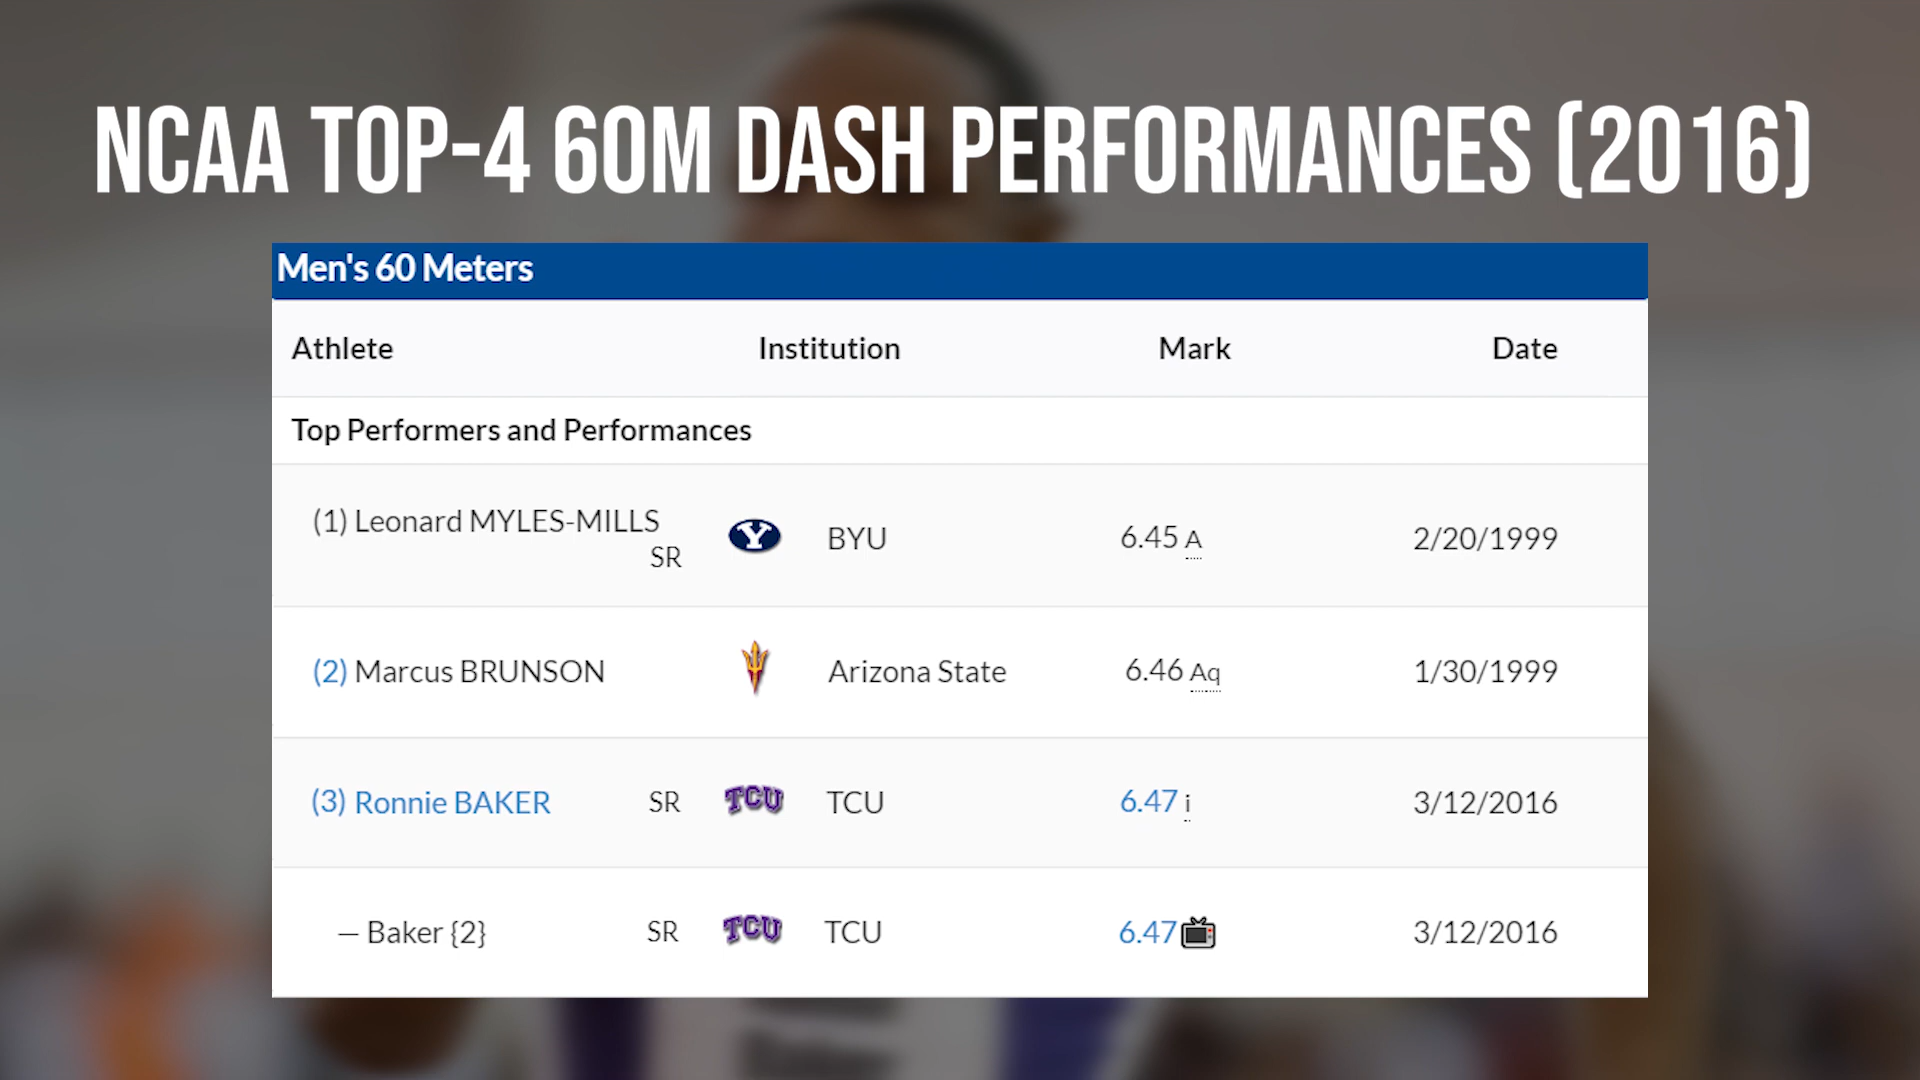 NCAA TOP-4 60M DASH PERFORMANCES (2016)
Men's 60 Meters
Athlete Institution Mark Date
Top Performers and Performances
(1) Leonard MYLES-MILLS SR Y BYU 6.45 A 2/20/1999
(2) Marcus BRUNSON Arizona State 6.46 Aq 1/30/1999
(3) Ronnie BAKER SR TCU TCU 6.47 i 3/12/2016
— Baker {2} SR TCU TCU 6.47 3/12/2016